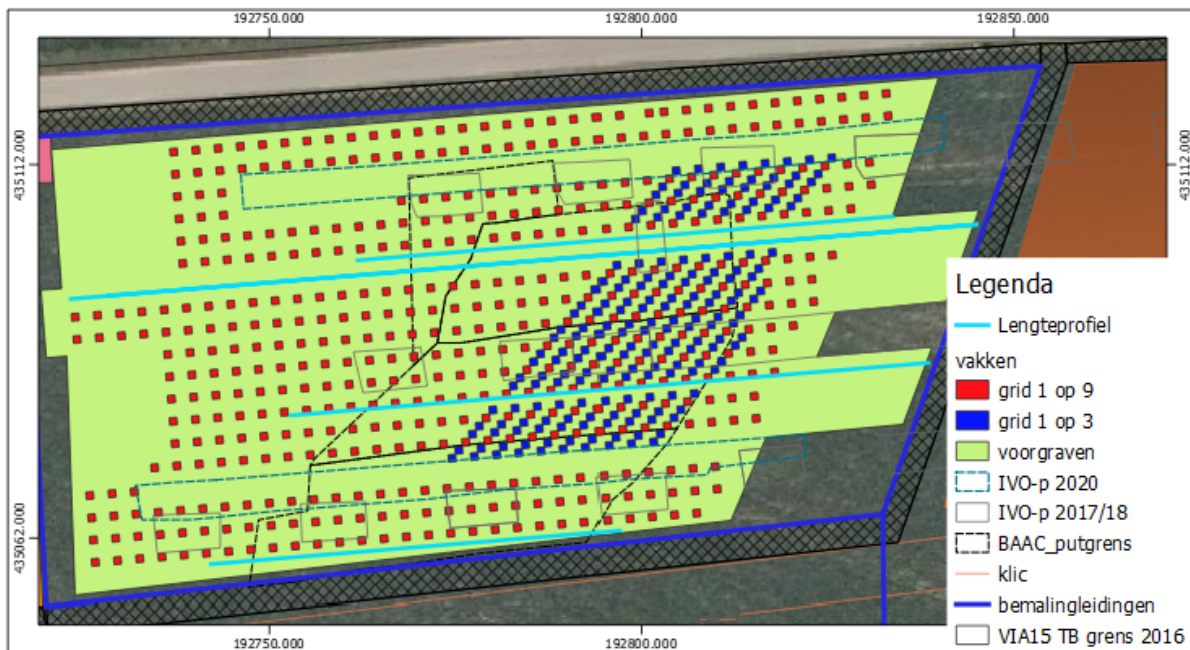 192750.000
192800.000
192850.000
435112.000
435112.000
Legenda
Lengteprofiel
vakken
grid 1 op 9
grid 1 op 3
voorgraven
IVO-p 2020
IVO-p 2017/18
BAAC_putgrens
klic
bemalingleidingen
VIA15 TB grens 2016
435062.000
192750.000
192800.000